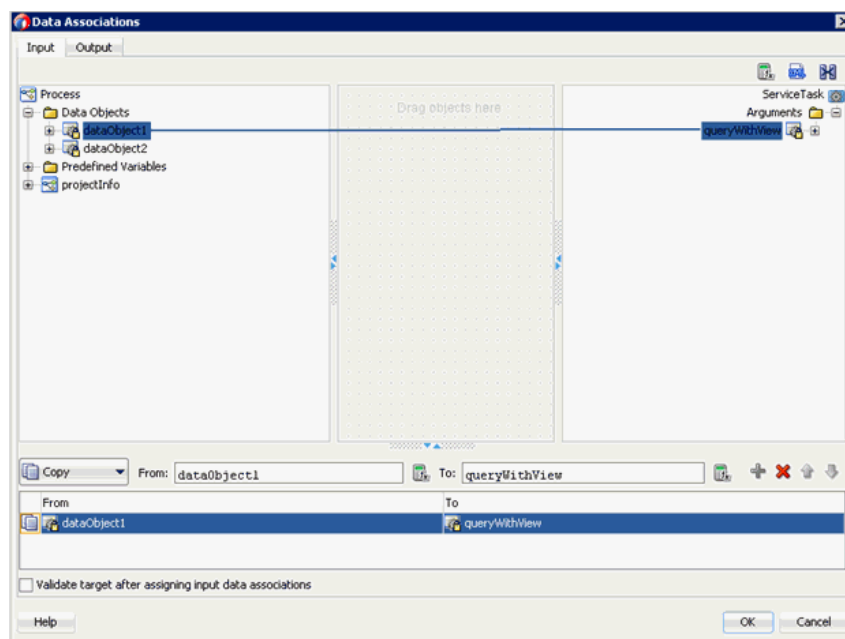 Data Associations
Input Output
Process
Data Objects
dataObject1
dataObject2
Predefined Variables
projectInfo
Drag objects here
ServiceTask
Arguments
queryWithView
Copy From: dataObject1 To: queryWithView
From To
dataObject1 queryWithView
Validate target after assigning input data associations
Help OK Cancel